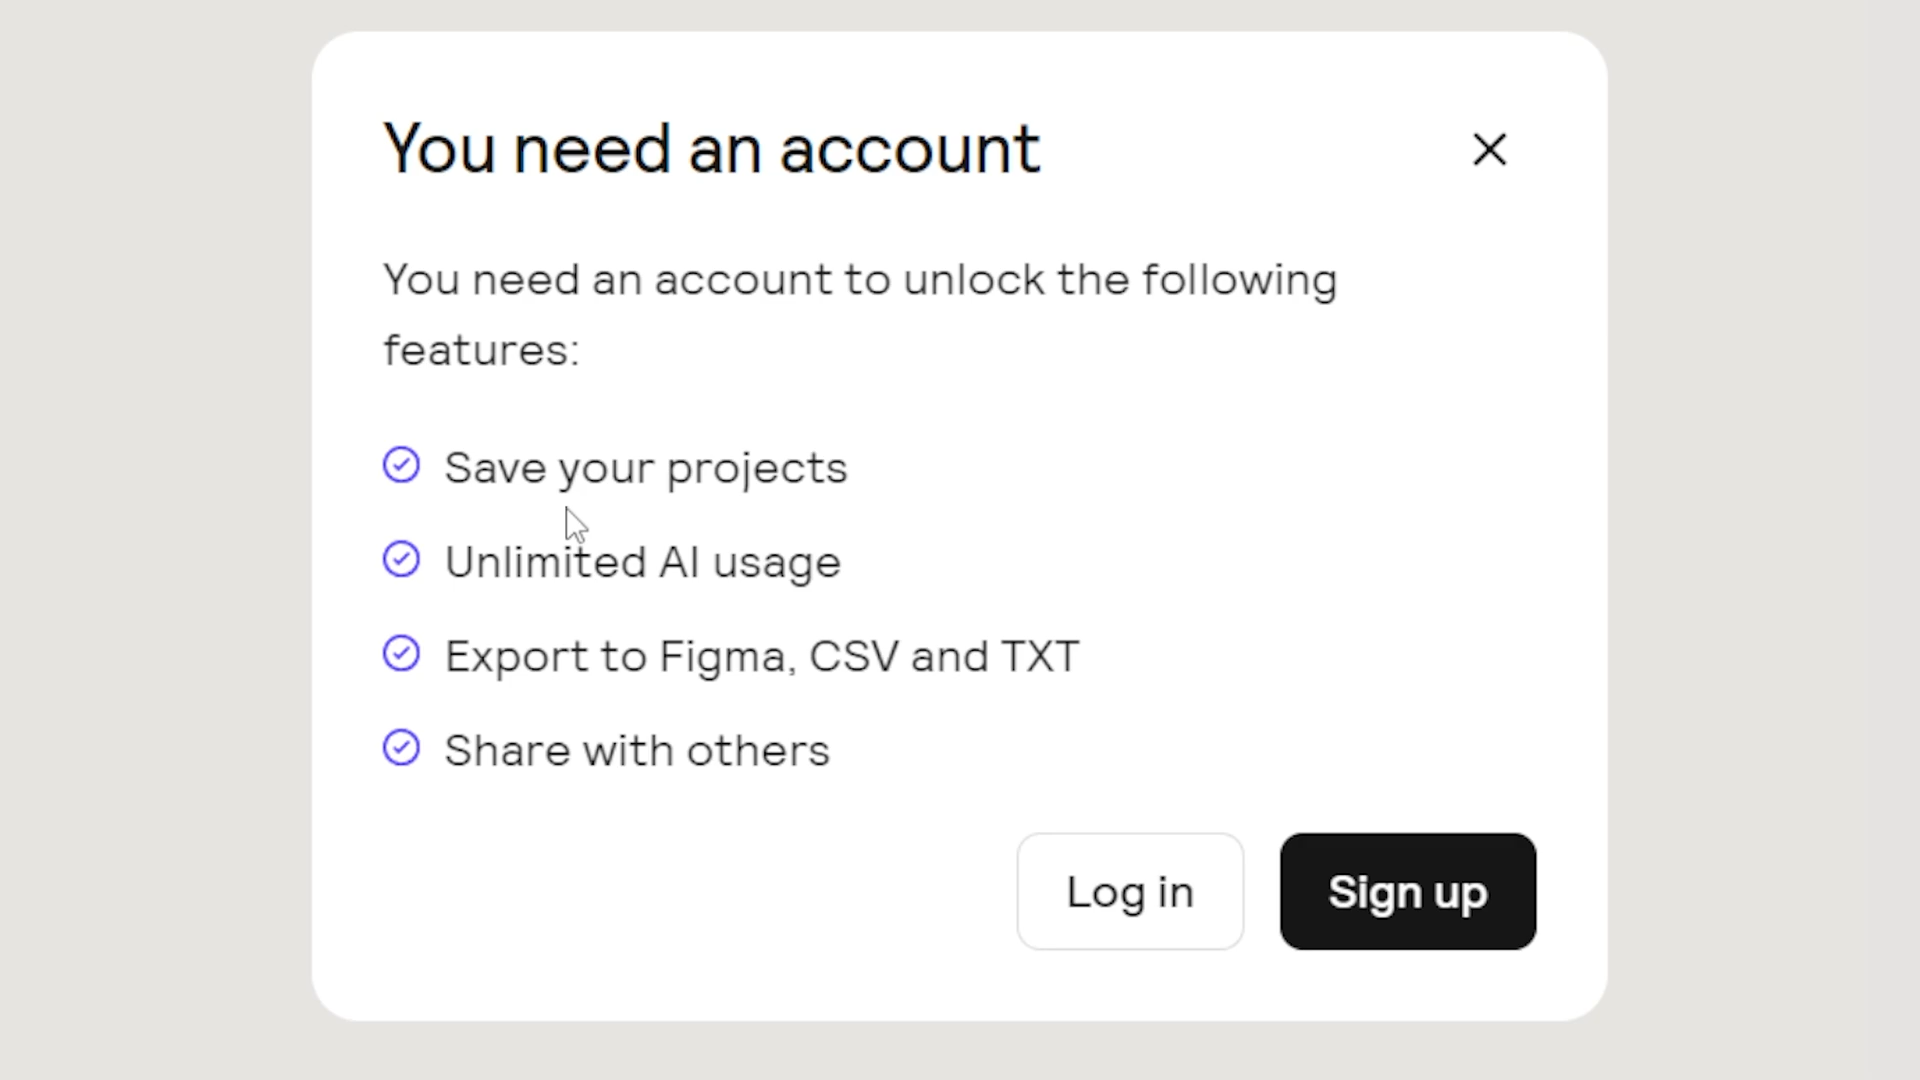 You need an account
You need an account to unlock the following
features:
Save your projects
Unlimited AI usage
Export to Figma, CSV and TXT
Share with others
Log in
Sign up